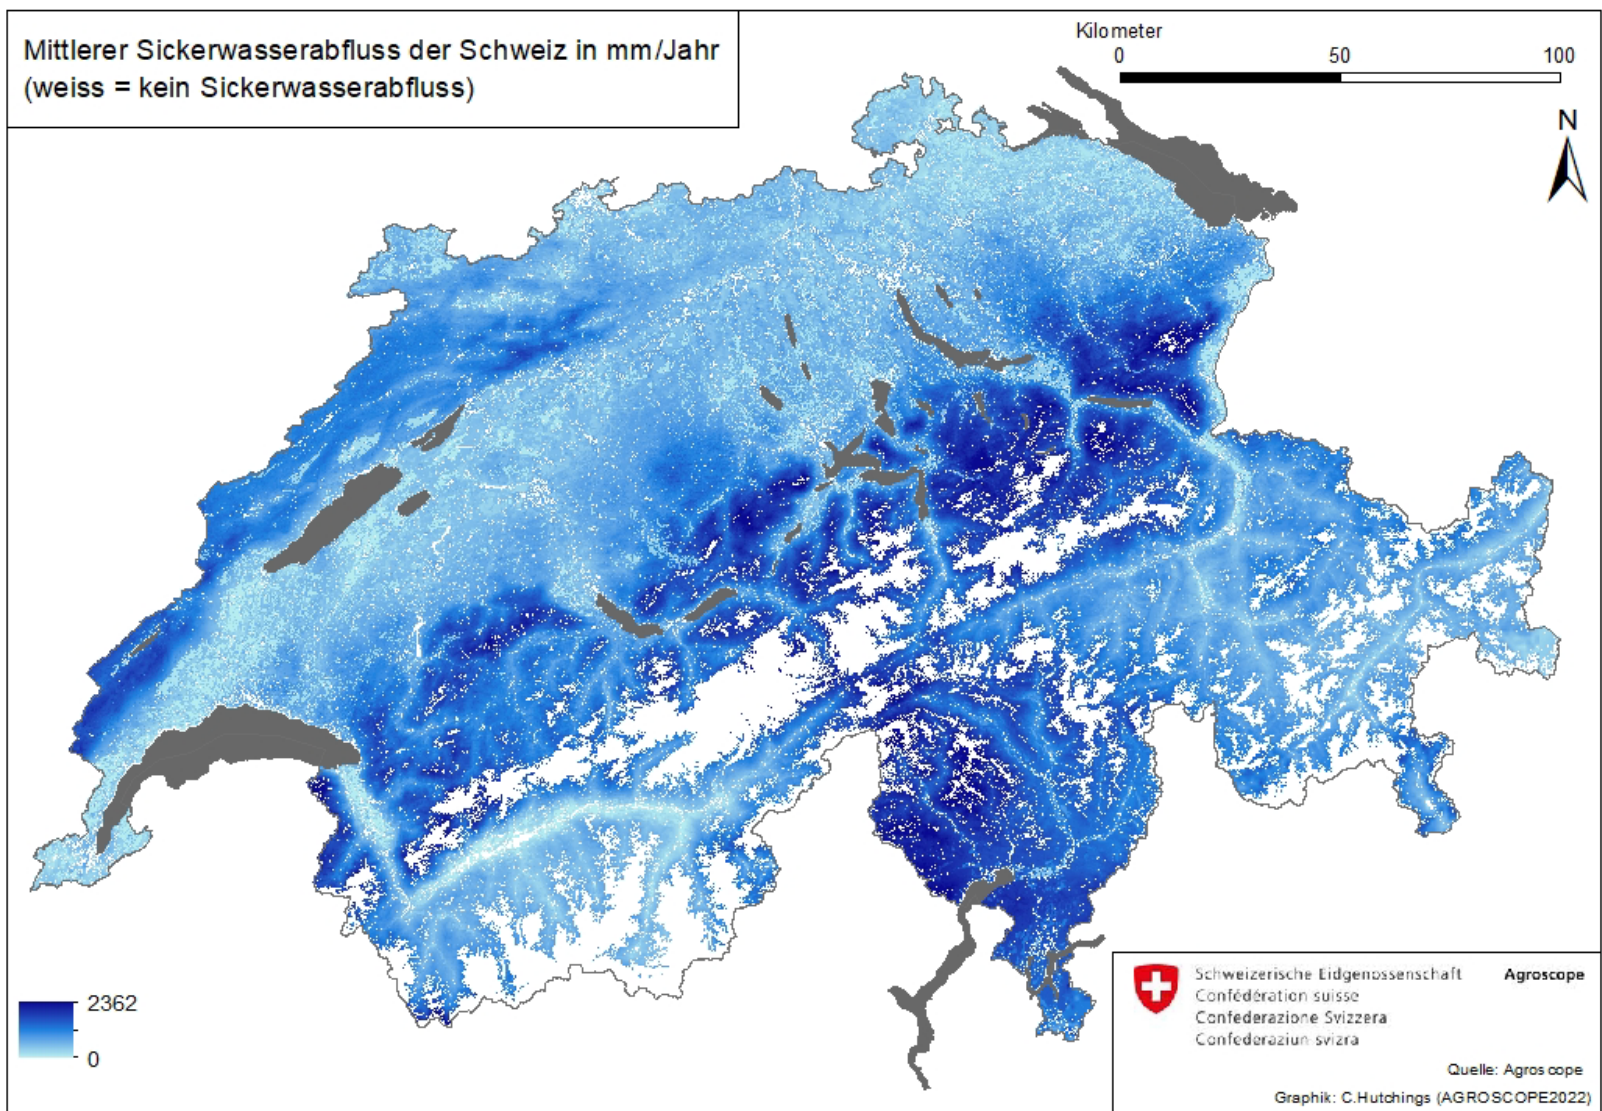 Mittlerer Sickerwasserabfluss der Schweiz in mm/Jahr
(weiss = kein Sickerwasserabfluss)
Kilometer
0 50 100
N
2362
0
Schweizerische Eidgenossenschaft Agroscope
Confédération suisse
Confederazione Svizzera
Confederaziun svizra
Quelle: Agroscope
Graphik: C.Hutchings (AGROSCOPE2022)